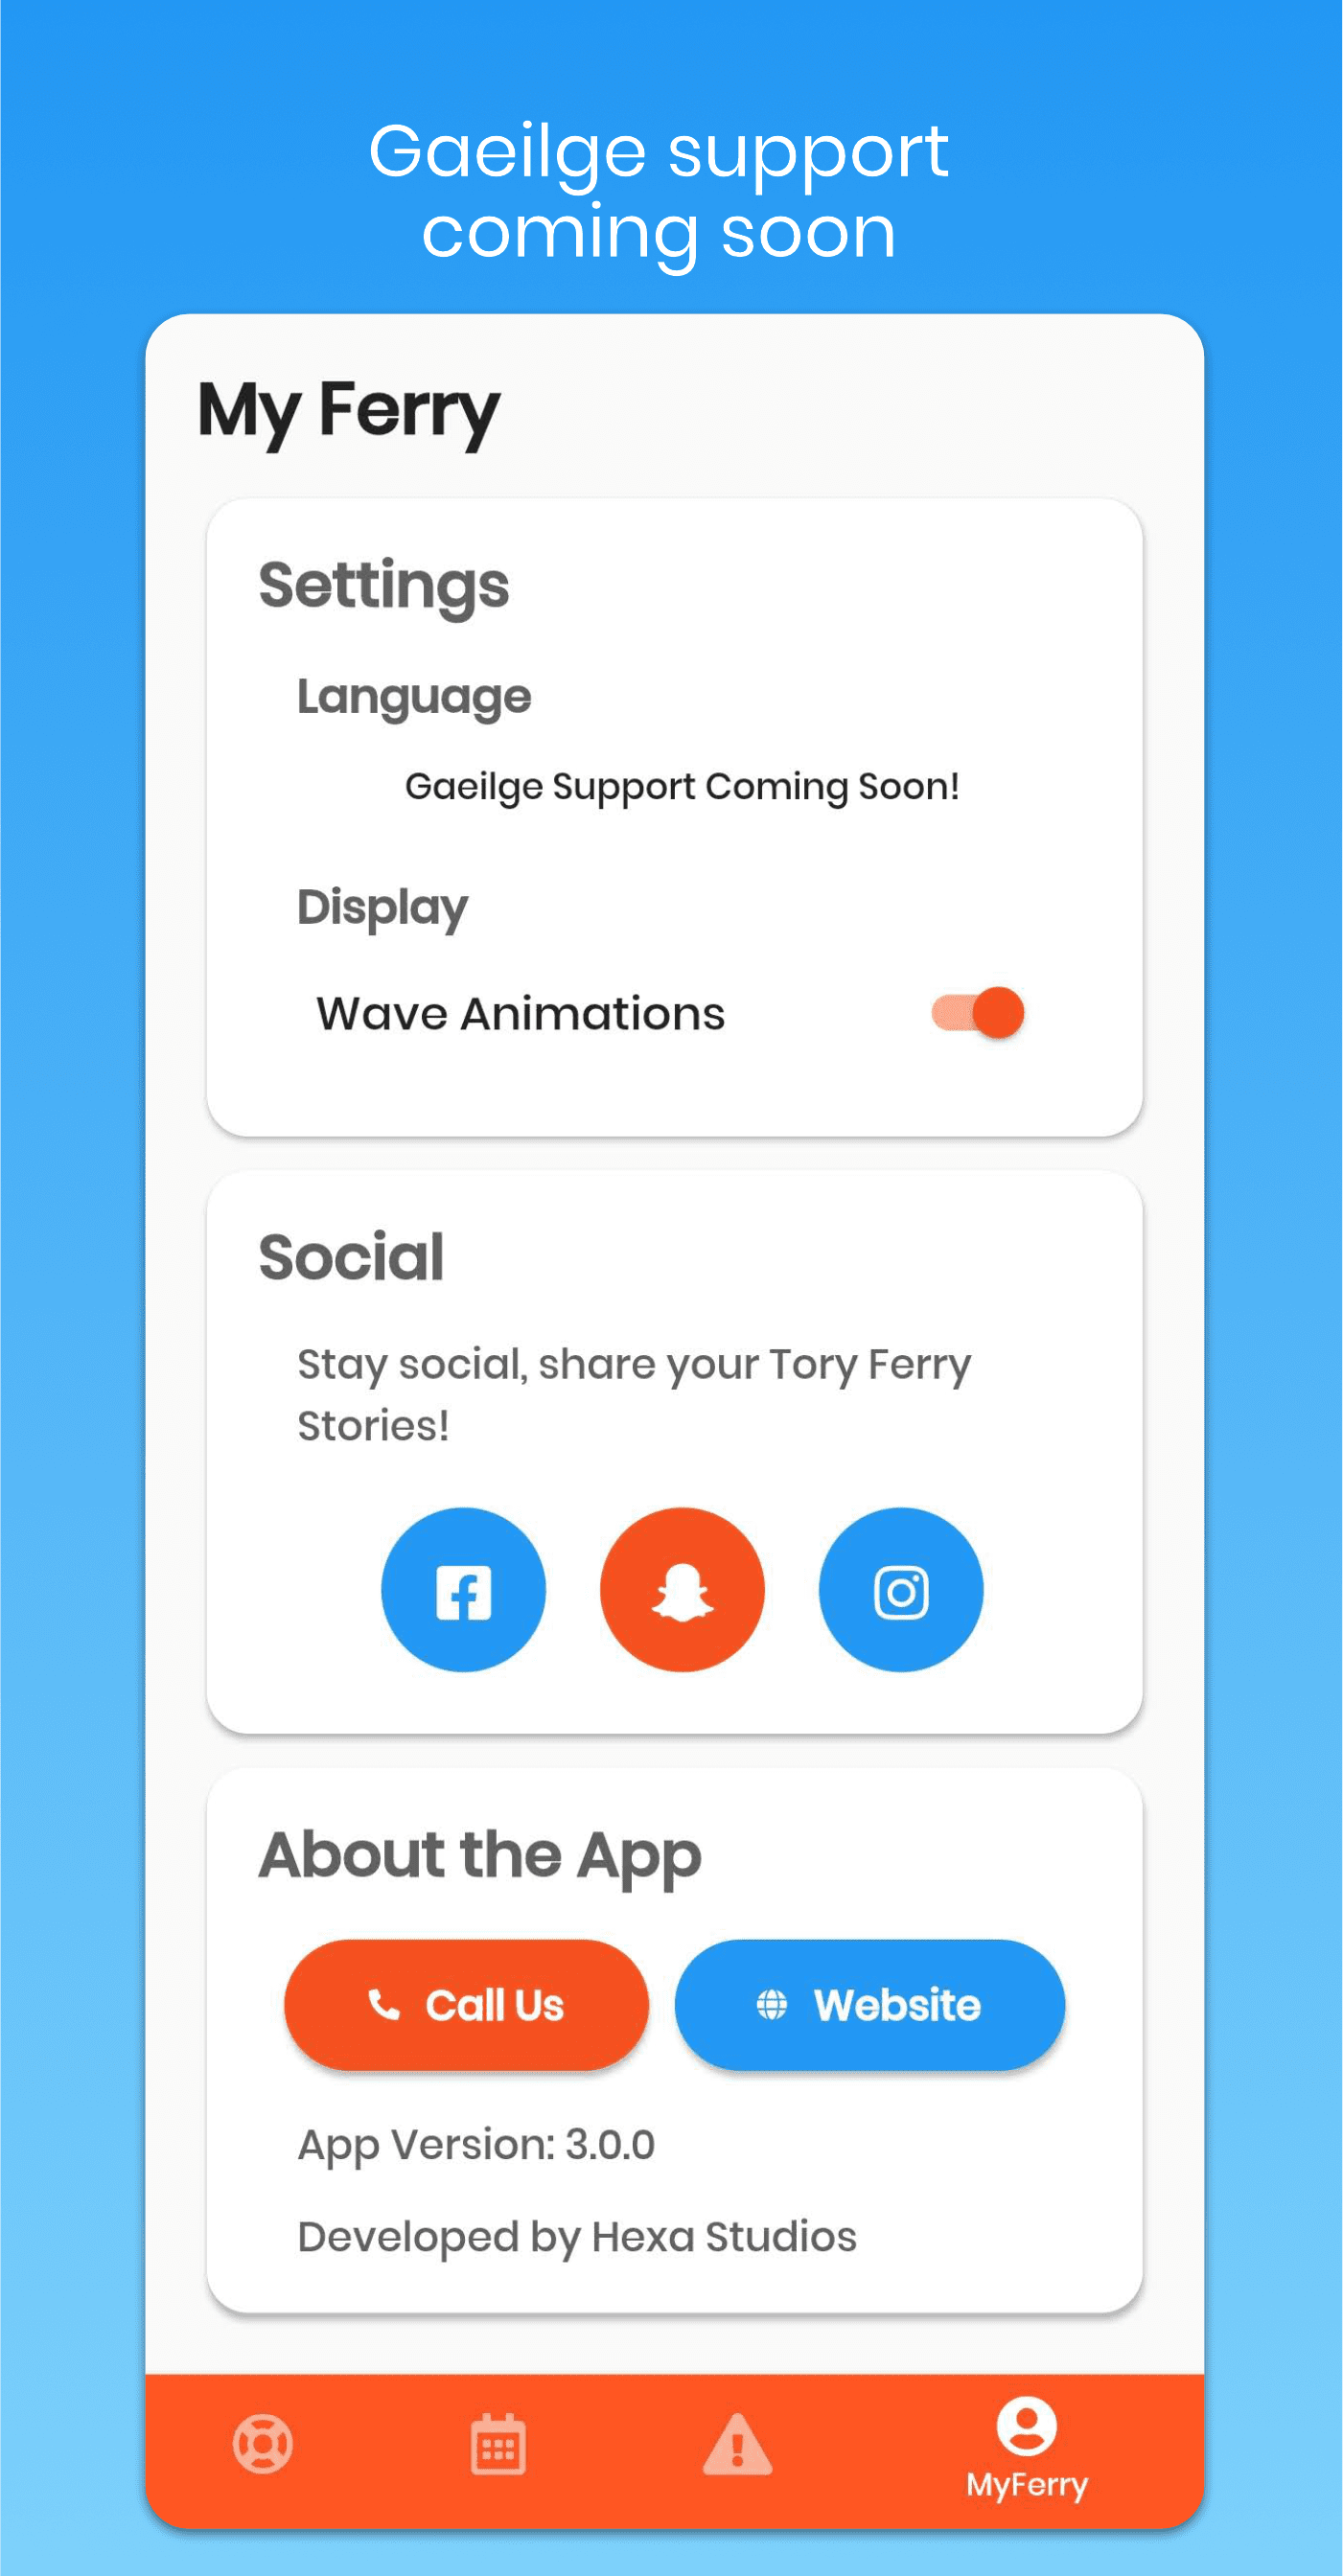 Gaeilge support
coming soon
My Ferry
Settings
Language
Gaeilge Support Coming Soon!
Display
Wave Animations
Social
Stay social, share your Tory Ferry
Stories!
About the App
Call Us
Website
App Version: 3.0.0
Developed by Hexa Studios
MyFerry